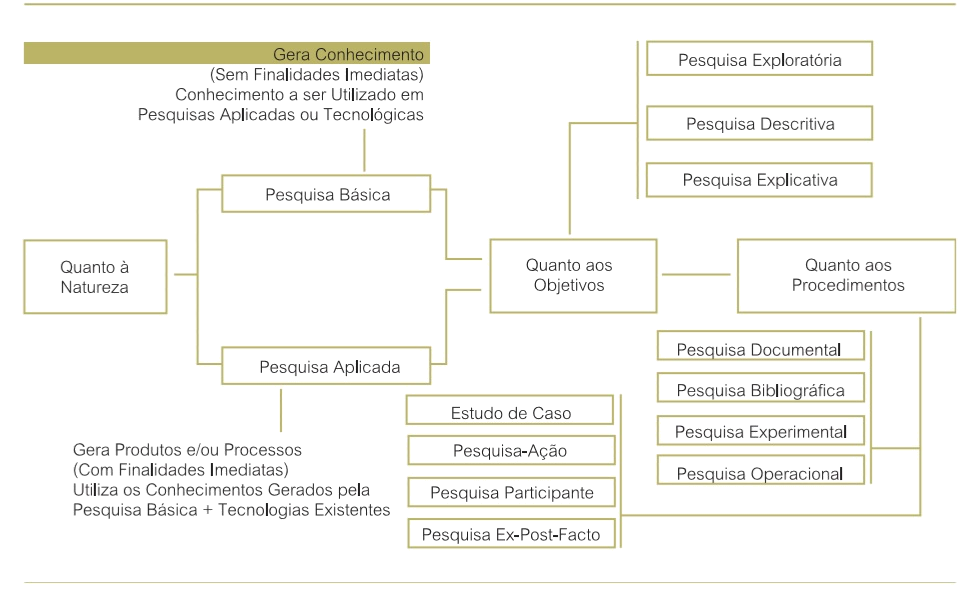 Gera Conhecimento
(Sem Finalidades Imediatas)
Conhecimento a ser Utilizado em
Pesquisas Aplicadas ou Tecnológicas
Pesquisa Básica
Quanto à
Natureza
Pesquisa Aplicada
Gera Produtos e/ou Processos
(Com Finalidades Imediatas)
Utiliza os Conhecimentos Gerados pela
Pesquisa Básica + Tecnologias Existentes
Quanto aos
Objetivos
Pesquisa Exploratória
Pesquisa Descritiva
Pesquisa Explicativa
Quanto aos
Procedimentos
Pesquisa Documental
Pesquisa Bibliográfica
Pesquisa Experimental
Pesquisa Operacional
Estudo de Caso
Pesquisa-Ação
Pesquisa Participante
Pesquisa Ex-Post-Facto